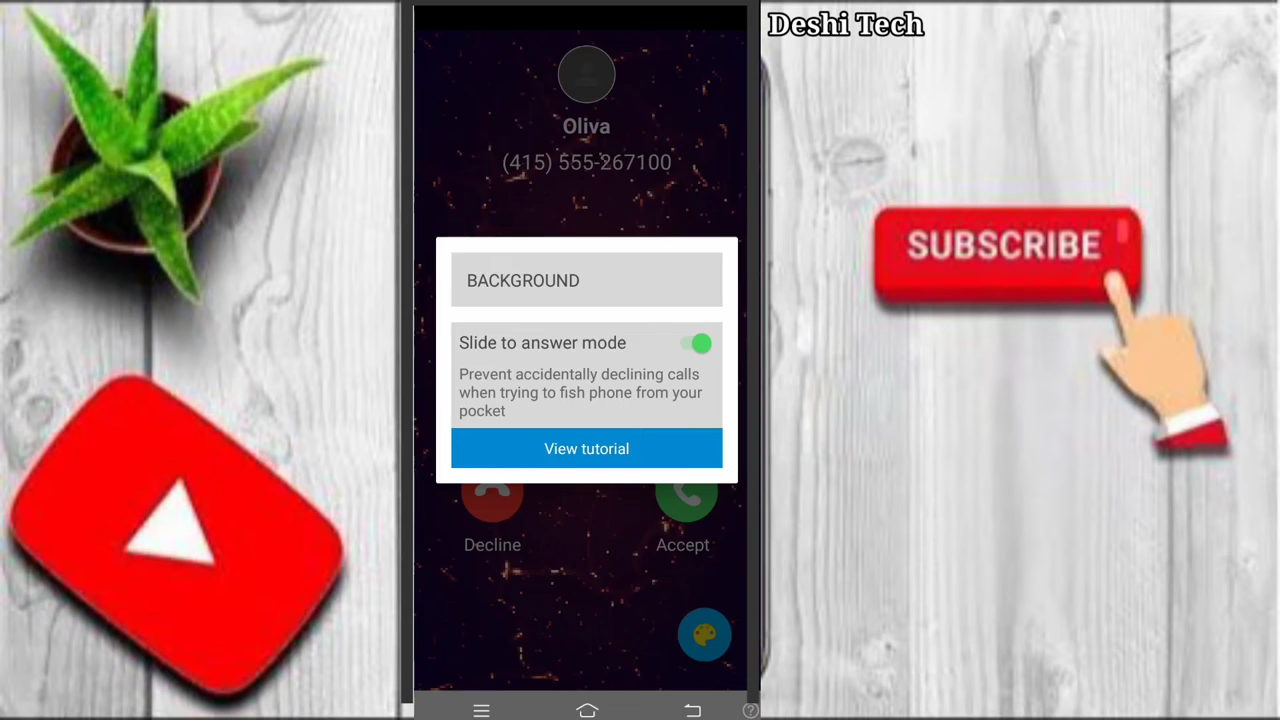 Deshi Tech
Oliva
(415) 555-267100
BACKGROUND
Slide to answer mode
Prevent accidentally declining calls
when trying to fish phone from your
pocket
View tutorial
Decline
Accept
SUBSCRIBE